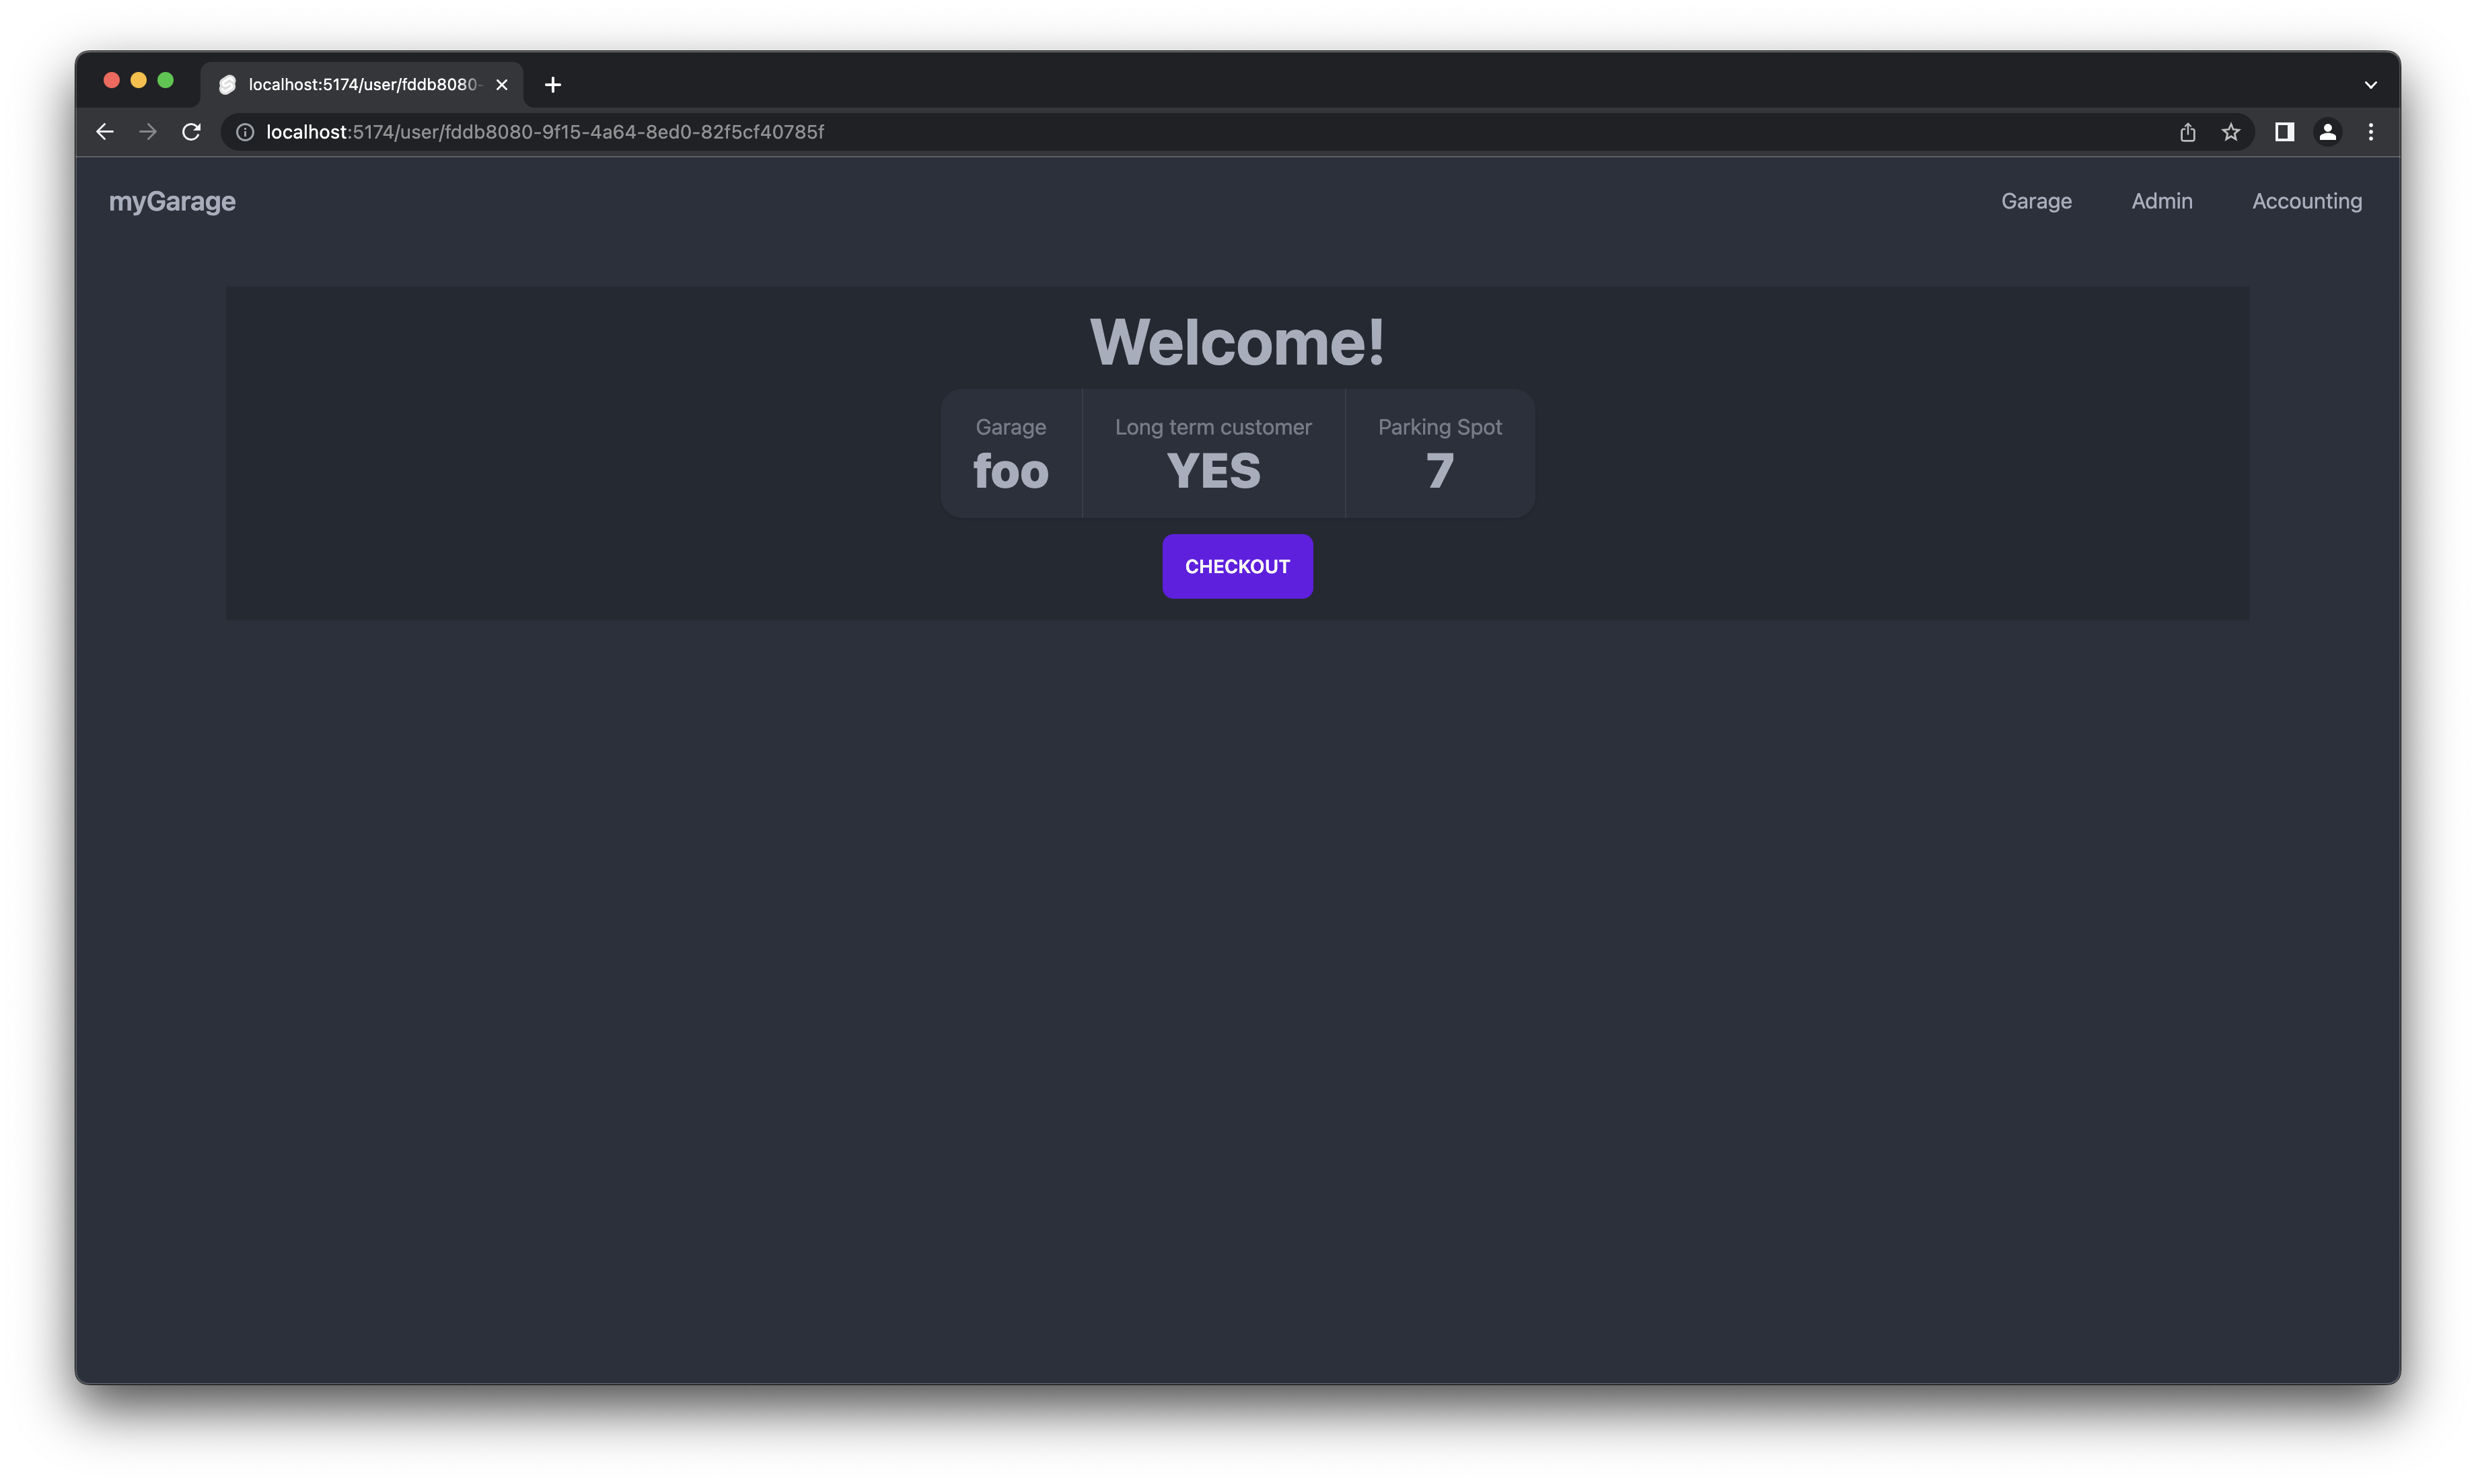 localhost:5174/user/fddb8080-
localhost:5174/user/fddb8080-9f15-4a64-8ed0-82f5cf40785f
myGarage Garage Admin Accounting
Welcome!
Garage Long term customer Parking Spot
foo YES 7
CHECKOUT